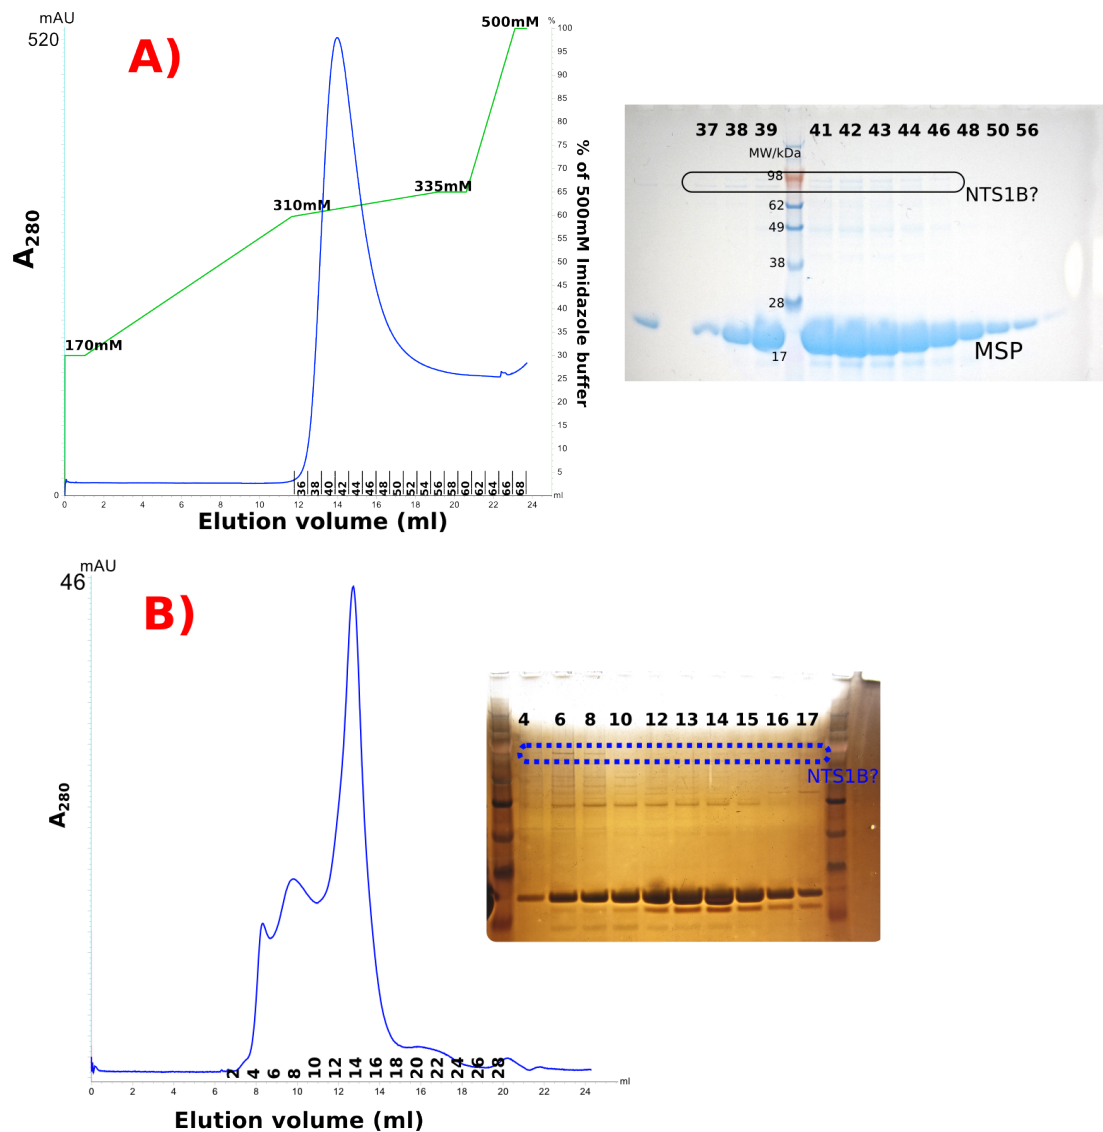 A)
mAU
520
0
A280
170mM
310mM
335mM
500mM
%
100
95
90
85
80
75
70
65
60
55
50
45
40
35
30
25
20
15
10
5
ml
% of 500mM Imidazole buffer
36 38 40 42 44 46 48 50 52 54 56 58 60 62 64 66 68
0 2 4 6 8 10 12 14 16 18 20 22 24
Elution volume (ml)
37 38 39 41 42 43 44 46 48 50 56
MW/kDa
98
62
49
38
28
17
NTS1B?
MSP
B)
mAU
46
A280
2 4 6 8 10 12 14 16 18 20 22 24 26 28
ml
0 2 4 6 8 10 12 14 16 18 20 22 24
Elution volume (ml)
4 6 8 10 12 13 14 15 16 17
NTS1B?